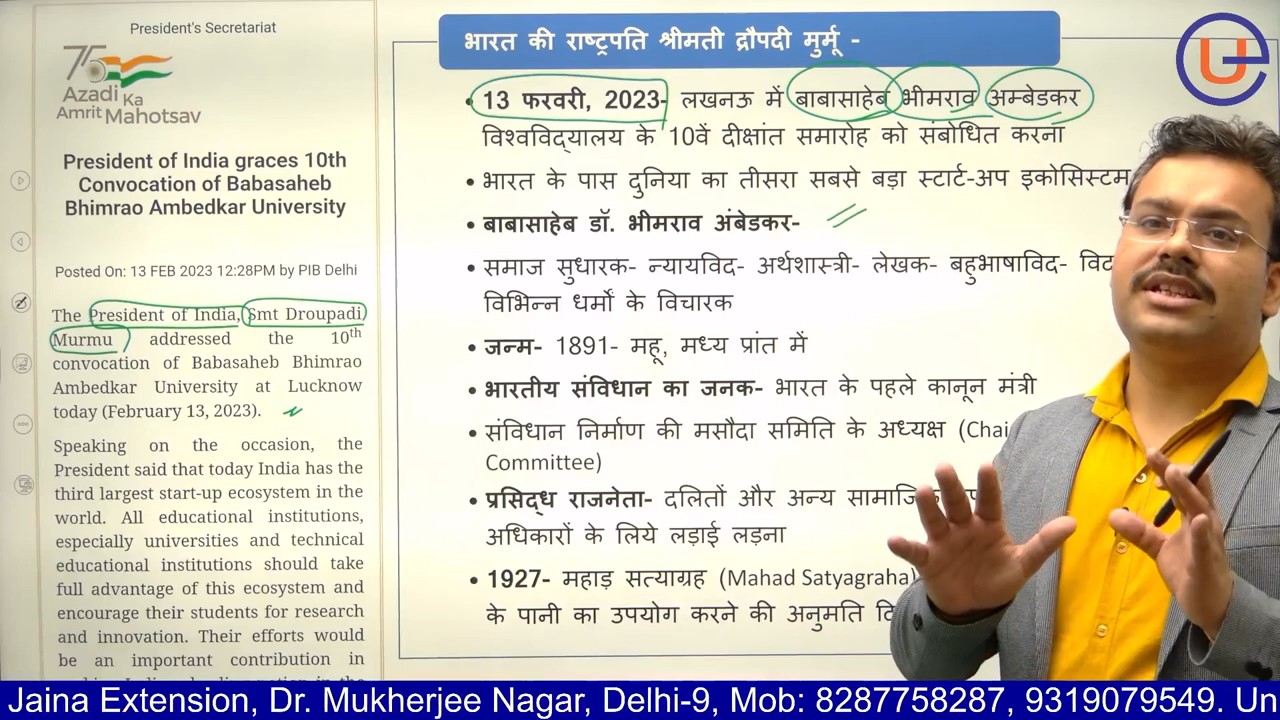 President's Secretariat
75
Azadi Ka
Amrit Mahotsav
President of India graces 10th
Convocation of Babasaheb
Bhimrao Ambedkar University
Posted On: 13 FEB 2023 12:28PM by PIB Delhi
The President of India, Smt Droupadi
Murmu addressed the 10th
convocation of Babasaheb Bhimrao
Ambedkar University at Lucknow
today (February 13, 2023).
Speaking on the occasion, the
President said that today India has the
third largest start-up ecosystem in the
world. All educational institutions,
especially universities and technical
educational institutions should take
full advantage of this ecosystem and
encourage their students for research
and innovation. Their efforts would
be an important contribution in
भारत की राष्ट्रपति श्रीमती द्रौपदी मुर्मू -
• 13 फरवरी, 2023- लखनऊ में बाबासाहेब भीमराव अम्बेडकर
विश्वविद्यालय के 10वें दीक्षांत समारोह को संबोधित करना
• भारत के पास दुनिया का तीसरा सबसे बड़ा स्टार्ट-अप इकोसिस्टम
• बाबासाहेब डॉ. भीमराव अंबेडकर-
• समाज सुधारक- न्यायविद- अर्थशास्त्री- लेखक- बहुभाषाविद-
विभिन्न धर्मों के विचारक
• जन्म- 1891- महू, मध्य प्रांत में
• भारतीय संविधान का जनक- भारत के पहले कानून मंत्री
• संविधान निर्माण की मसौदा समिति के अध्यक्ष
Committee)
• प्रसिद्ध राजनेता- दलितों और अन्य
अधिकारों के लिये लड़ाई लड़ना
• 1927- महाड़ सत्याग्रह (Mahad Satyagraha)
के पानी का उपयोग करने की अनुमति
Ue
Jaina Extension, Dr. Mukherjee Nagar, Delhi-9, Mob: 8287758287, 9319079549. Un